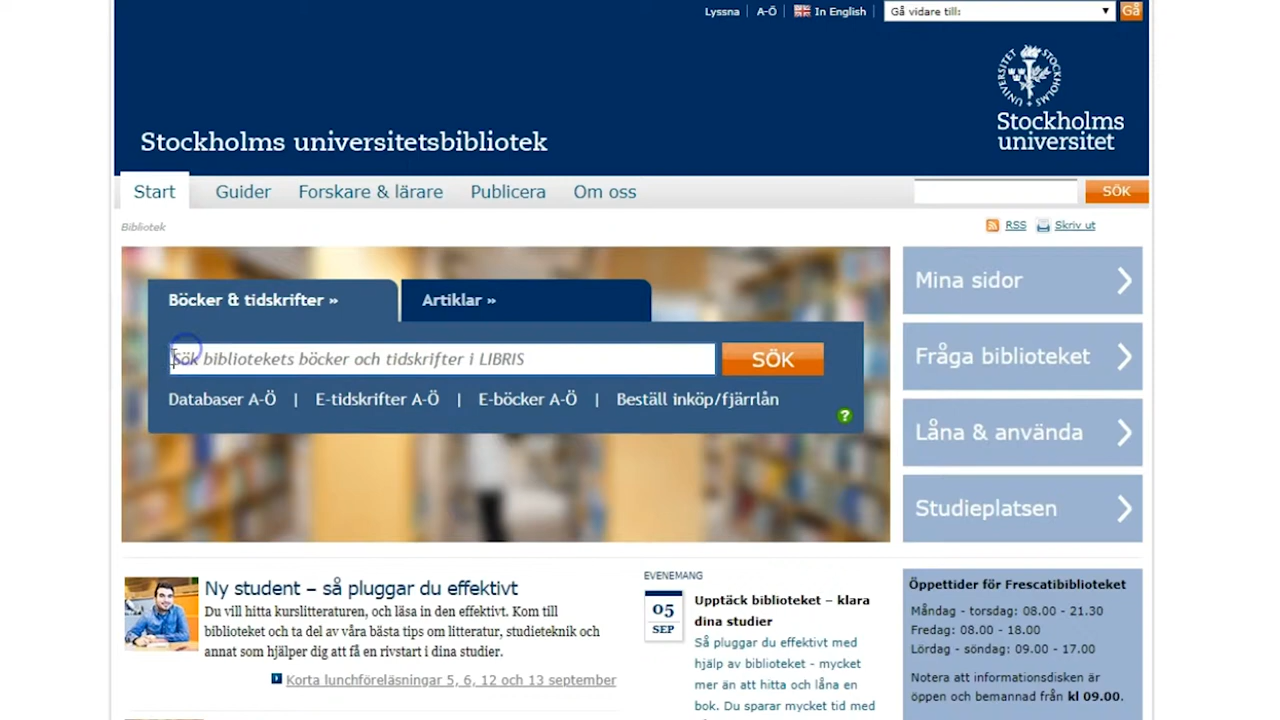 Lyssna
A-Ö
In English
Gå vidare till:
Gå
UNIVERSITET STOCKHOLMS
Stockholms
universitet
Stockholms universitetsbibliotek
Start
Guider
Forskare & lärare
Publicera
Om oss
SÖK
Bibliotek
RSS
Skriv ut
Böcker & tidskrifter »
Artiklar »
Sök bibliotekets böcker och tidskrifter i LIBRIS
SÖK
Databaser A-Ö | E-tidskrifter A-Ö | E-böcker A-Ö | Beställ inköp/fjärrlån
?
Mina sidor
Fråga biblioteket
Låna & använda
Studieplatsen
Ny student – så pluggar du effektivt
Du vill hitta kurslitteraturen, och läsa in den effektivt. Kom till
biblioteket och ta del av våra bästa tips om litteratur, studieteknik och
annat som hjälper dig att få en rivstart i dina studier.
Korta lunchföreläsningar 5, 6, 12 och 13 september
EVENEMANG
05
SEP
Upptäck biblioteket – klara
dina studier
Så pluggar du effektivt med
hjälp av biblioteket - mycket
mer än att hitta och låna en
bok. Du sparar mycket tid med
Öppettider för Frescatibiblioteket
Måndag - torsdag: 08.00 - 21.30
Fredag: 08.00 - 18.00
Lördag - söndag: 09.00 - 17.00
Notera att informationsdisken är
öppen och bemannad från kl 09.00.